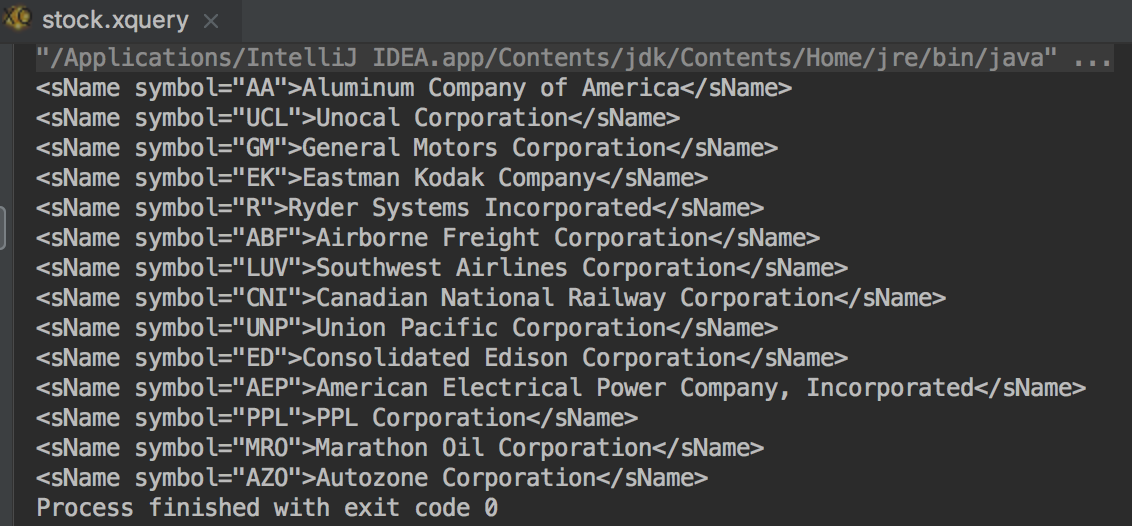 stock.xquery ×
"/Applications/IntelliJ IDEA.app/Contents/jdk/Contents/Home/jre/bin/java" ...
<sName symbol="AA">Aluminum Company of America</sName>
<sName symbol="UCL">Unocal Corporation</sName>
<sName symbol="GM">General Motors Corporation</sName>
<sName symbol="EK">Eastman Kodak Company</sName>
<sName symbol="R">Ryder Systems Incorporated</sName>
<sName symbol="ABF">Airborne Freight Corporation</sName>
<sName symbol="LUV">Southwest Airlines Corporation</sName>
<sName symbol="CNI">Canadian National Railway Corporation</sName>
<sName symbol="UNP">Union Pacific Corporation</sName>
<sName symbol="ED">Consolidated Edison Corporation</sName>
<sName symbol="AEP">American Electrical Power Company, Incorporated</sName>
<sName symbol="PPL">PPL Corporation</sName>
<sName symbol="MRO">Marathon Oil Corporation</sName>
<sName symbol="AZO">Autozone Corporation</sName>
Process finished with exit code 0